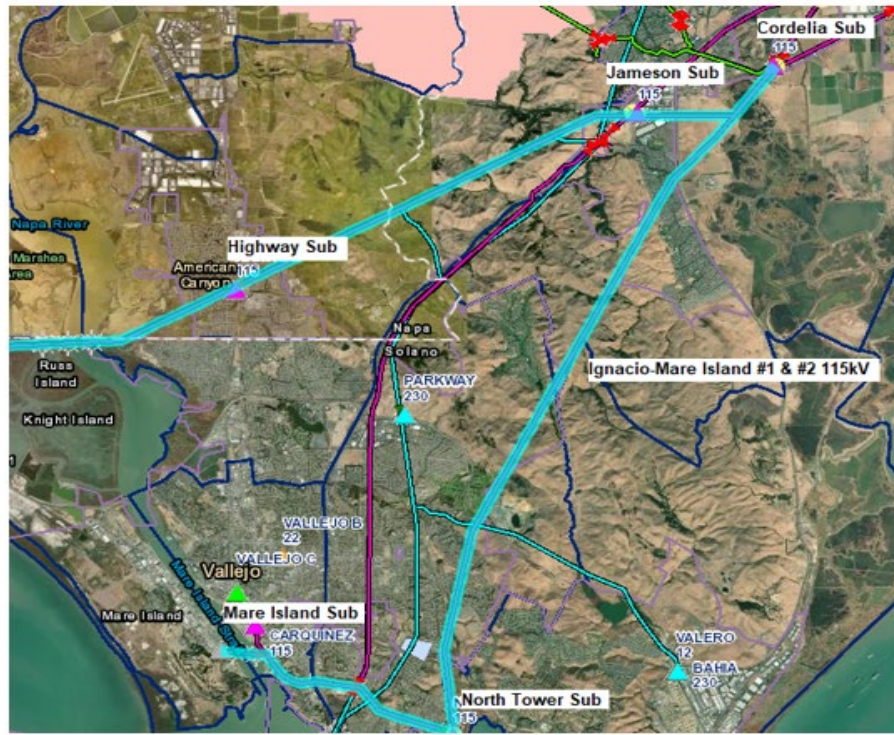 Cordelia Sub
115
Jameson Sub
115
Napa River
Marshes
Area
Highway Sub
American
Canyon
115
Napa
Solano
Russ
Island
Ignacio-Mare Island #1 & #2 115kV
PARKWAY
230
Knight Island
VALLEJO B
22
VALLEJO C
Vallejo
Mare Island
Mare Island Sub
CARQUINEZ
115
VALERO
12
BAHIA
230
North Tower Sub
115